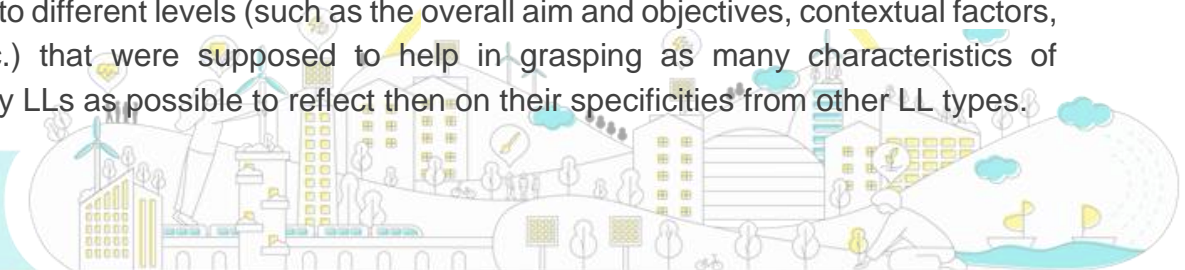 to different levels (such as the overall aim and objectives, contextual factors,
.) that were supposed to help in grasping as many characteristics of
y LLs as possible to reflect then on their specificities from other LL types.